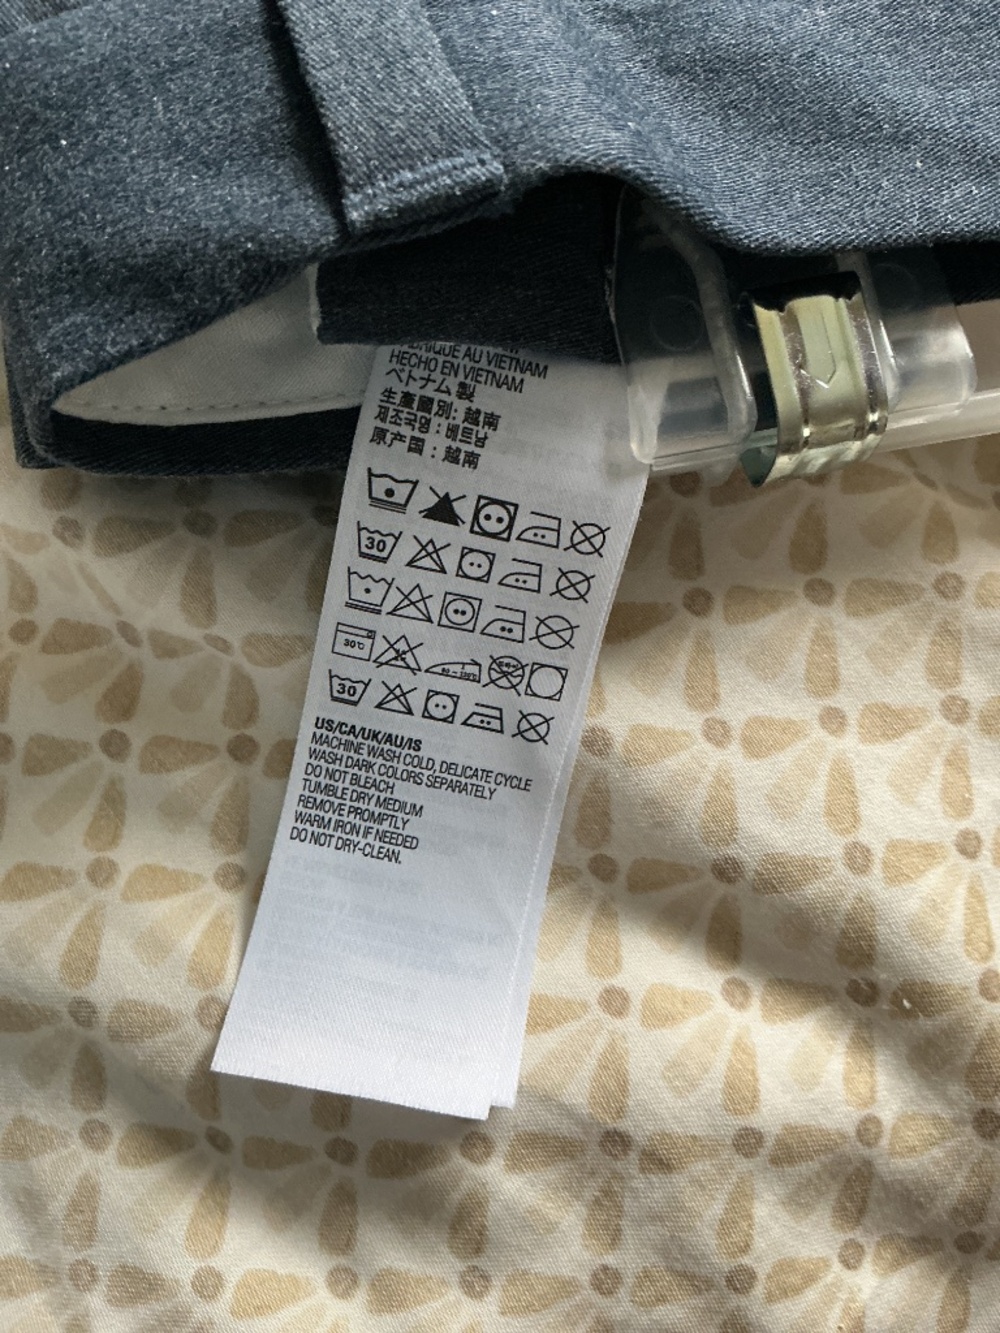 FABRIQUE AU VIETNAM
HECHO EN VIETNAM
ベトナム 製
生產國別: 越南
제조국명 : 베트남
原产国 : 越南
30
30℃
30
US/CA/UK/AU/IS
MACHINE WASH COLD, DELICATE CYCLE
WASH DARK COLORS SEPARATELY
DO NOT BLEACH
TUMBLE DRY MEDIUM
REMOVE PROMPTLY
WARM IRON IF NEEDED
DO NOT DRY-CLEAN.